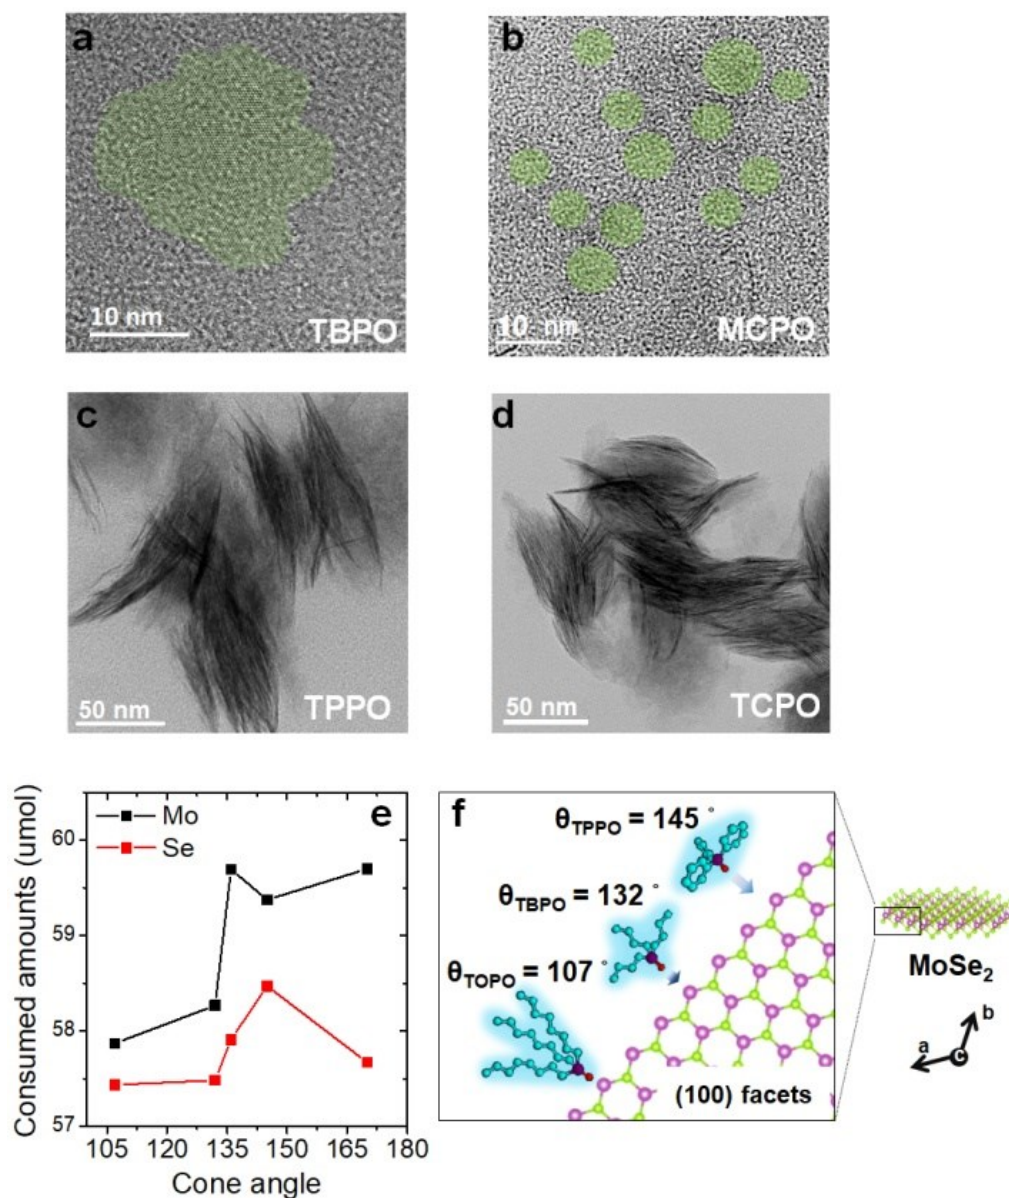 a
10 nm
TBPO
b
10 nm
MCPO
c
50 nm
TPPO
d
50 nm
TCPO
e
Mo
Se
Consumed amounts (umol)
60
59
58
57
105 120 135 150 165 180
Cone angle
f
θTPPO = 145 °
θTBPO = 132 °
θTOPO = 107 °
(100) facets
MoSe2
a
b
c